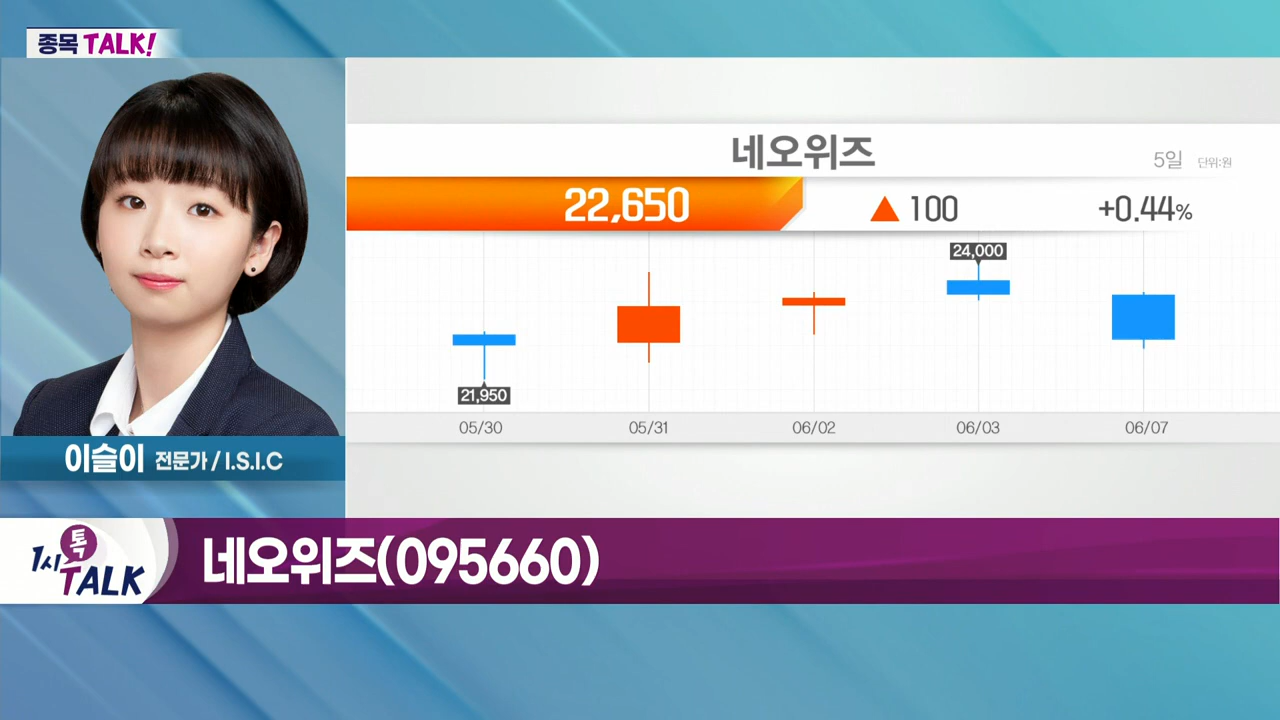 종목 TALK!
네오위즈
5일 단위:원
22,650 ▲ 100 +0.44%
24,000
21,950
05/30 05/31 06/02 06/03 06/07
이슬이 전문가 / I.S.I.C
1시 톡 TALK
네오위즈(095660)